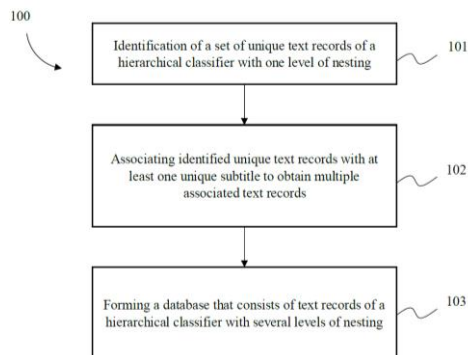 100
Identification of a set of unique text records of a
hierarchical classifier with one level of nesting
101
Associating identified unique text records with at
least one unique subtitle to obtain multiple
associated text records
102
Forming a database that consists of text records of a
hierarchical classifier with several levels of nesting
103